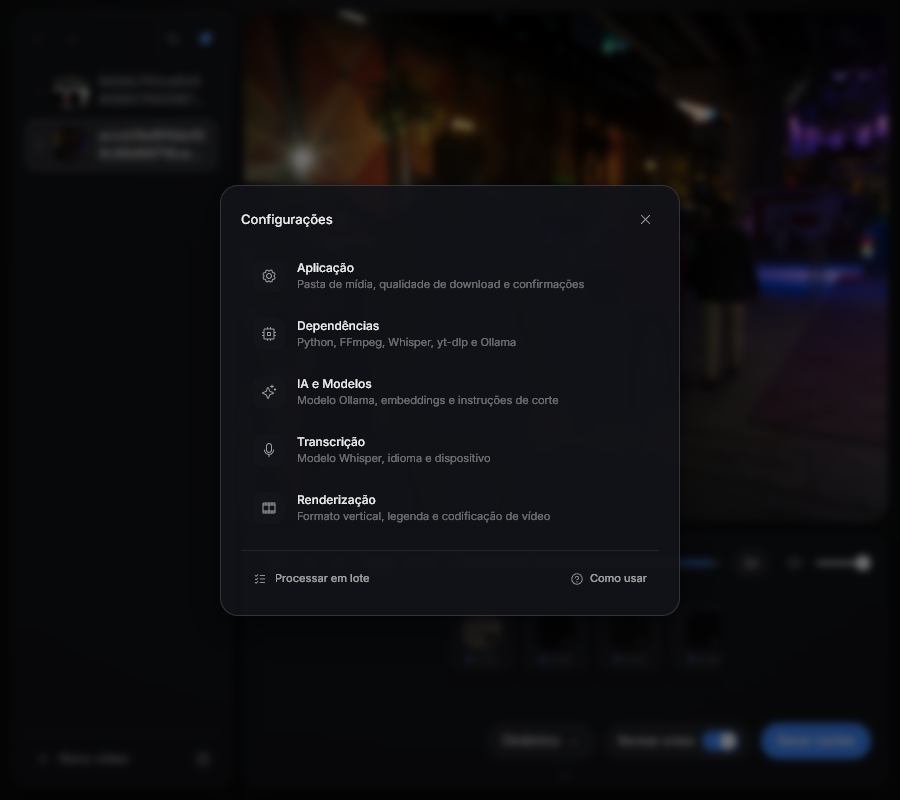 Configurações
Aplicação
Pasta de mídia, qualidade de download e confirmações
Dependências
Python, FFmpeg, Whisper, yt-dlp e Ollama
IA e Modelos
Modelo Ollama, embeddings e instruções de corte
Transcrição
Modelo Whisper, idioma e dispositivo
Renderização
Formato vertical, legenda e codificação de vídeo
Processar em lote
Como usar